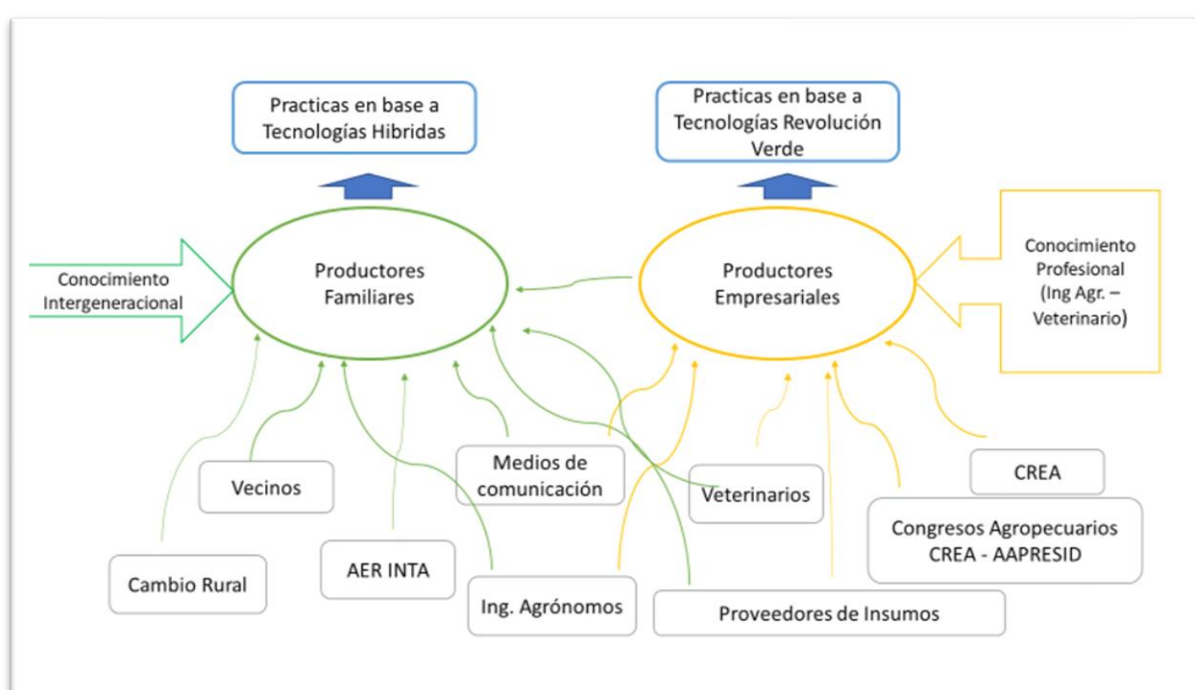 Practicas en base a
Tecnologías Hibridas
Practicas en base a
Tecnologías Revolución
Verde
Conocimiento
Intergeneracional
Productores
Familiares
Productores
Empresariales
Conocimiento
Profesional
(Ing Agr. –
Veterinario)
Vecinos
Medios de
comunicación
Veterinarios
CREA
Congresos Agropecuarios
CREA - AAPRESID
Cambio Rural
AER INTA
Ing. Agrónomos
Proveedores de Insumos